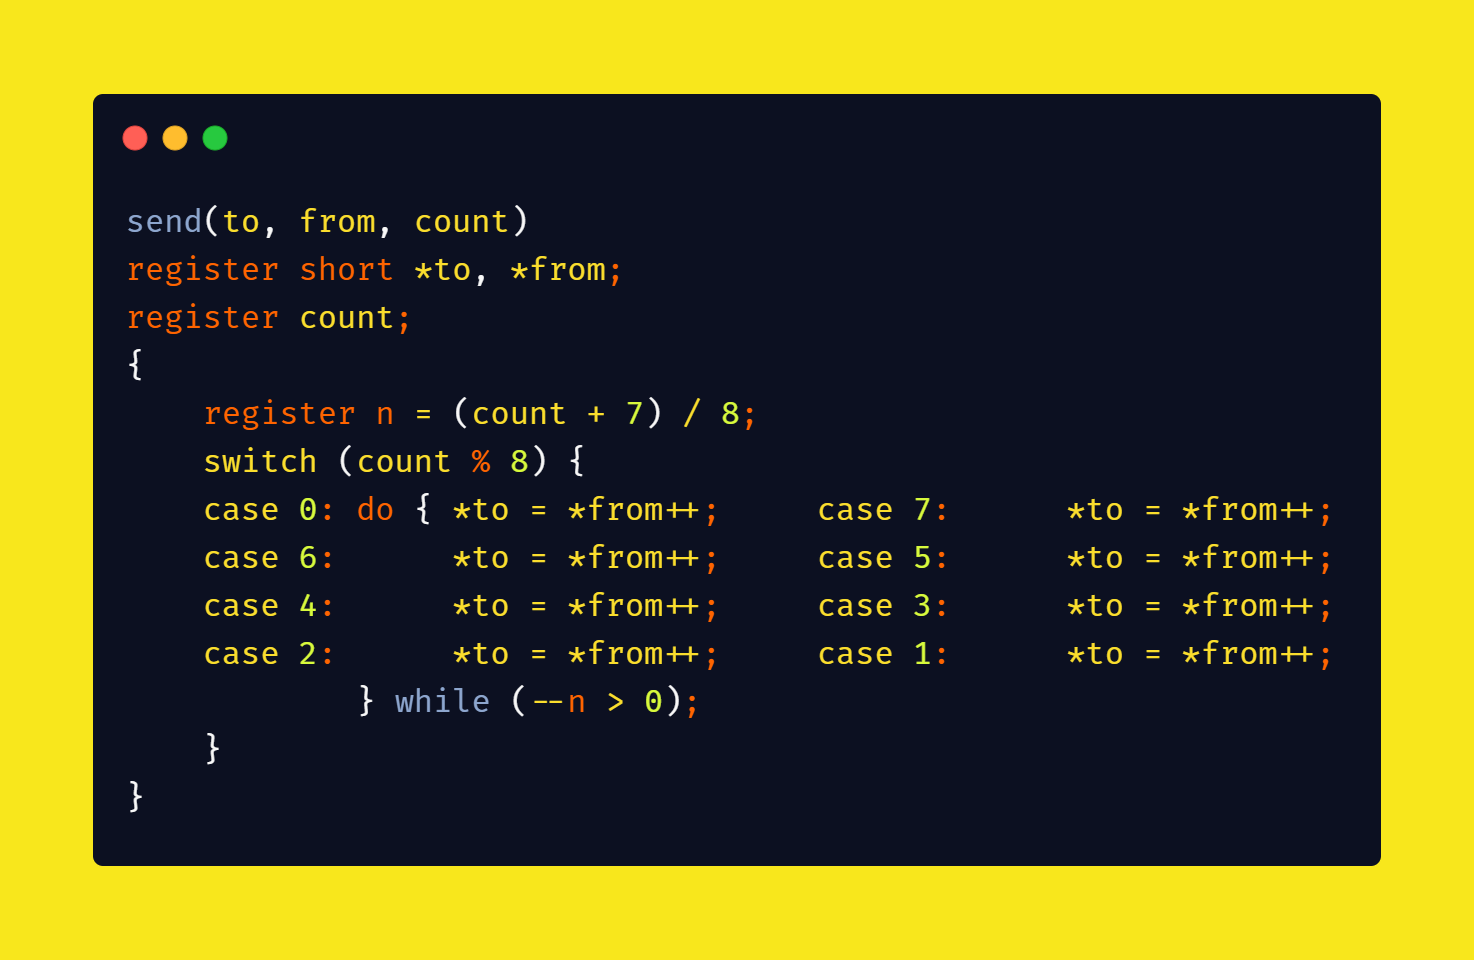 send(to, from, count)
register short *to, *from;
register count;
{
    register n = (count + 7) / 8;
    switch (count % 8) {
    case 0: do { *to = *from++;     case 7:      *to = *from++;
    case 6:      *to = *from++;     case 5:      *to = *from++;
    case 4:      *to = *from++;     case 3:      *to = *from++;
    case 2:      *to = *from++;     case 1:      *to = *from++;
            } while (--n > 0);
    }
}